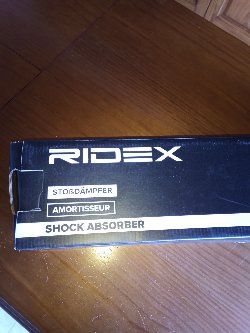 RIDEX
STOẞDÄMPFER
AMORTISSEUR
SHOCK ABSORBER